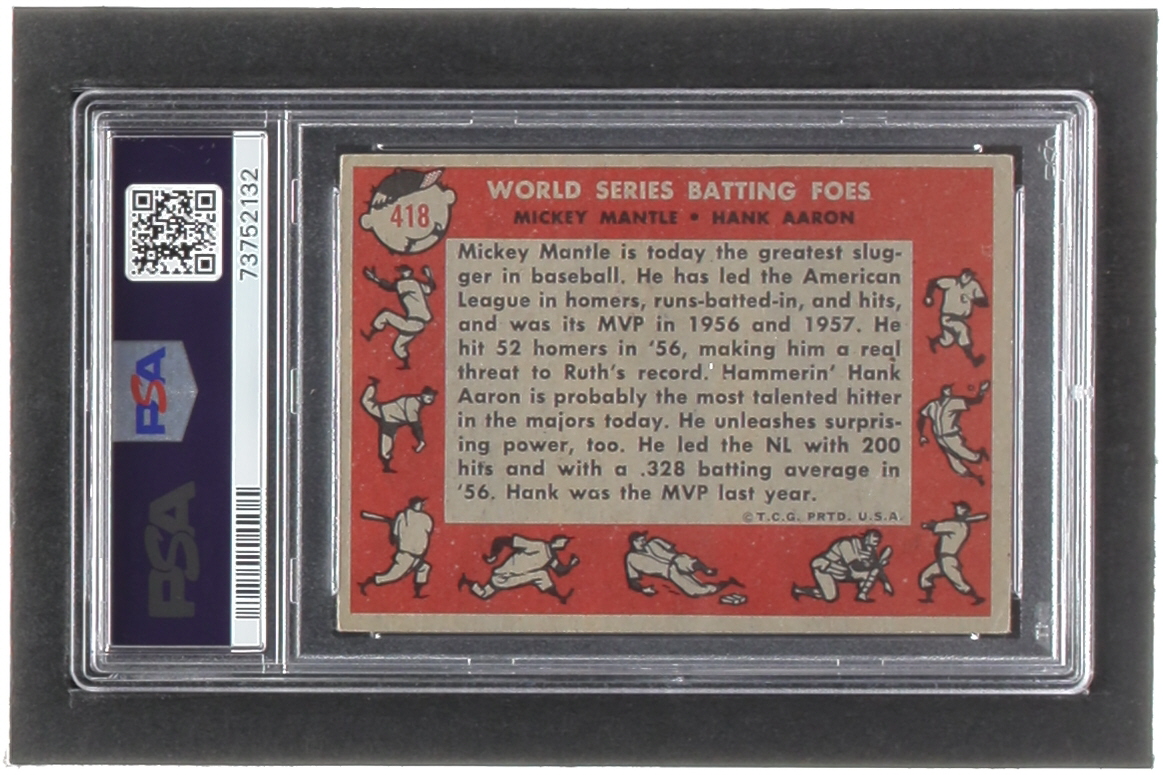 WORLD SERIES BATTING FOES
418
MICKEY MANTLE • HANK AARON
Mickey Mantle is today the greatest slug-
ger in baseball. He has led the American
League in homers, runs-batted-in, and hits,
and was its MVP in 1956 and 1957. He
hit 52 homers in '56, making him a real
threat to Ruth's record. Hammerin' Hank
Aaron is probably the most talented hitter
in the majors today. He unleashes surpris-
ing power, too. He led the NL with 200
hits and with a .328 batting average in
'56. Hank was the MVP last year.
©T.C.G. PRTD. U.S.A.
73752132
PSA
PSA